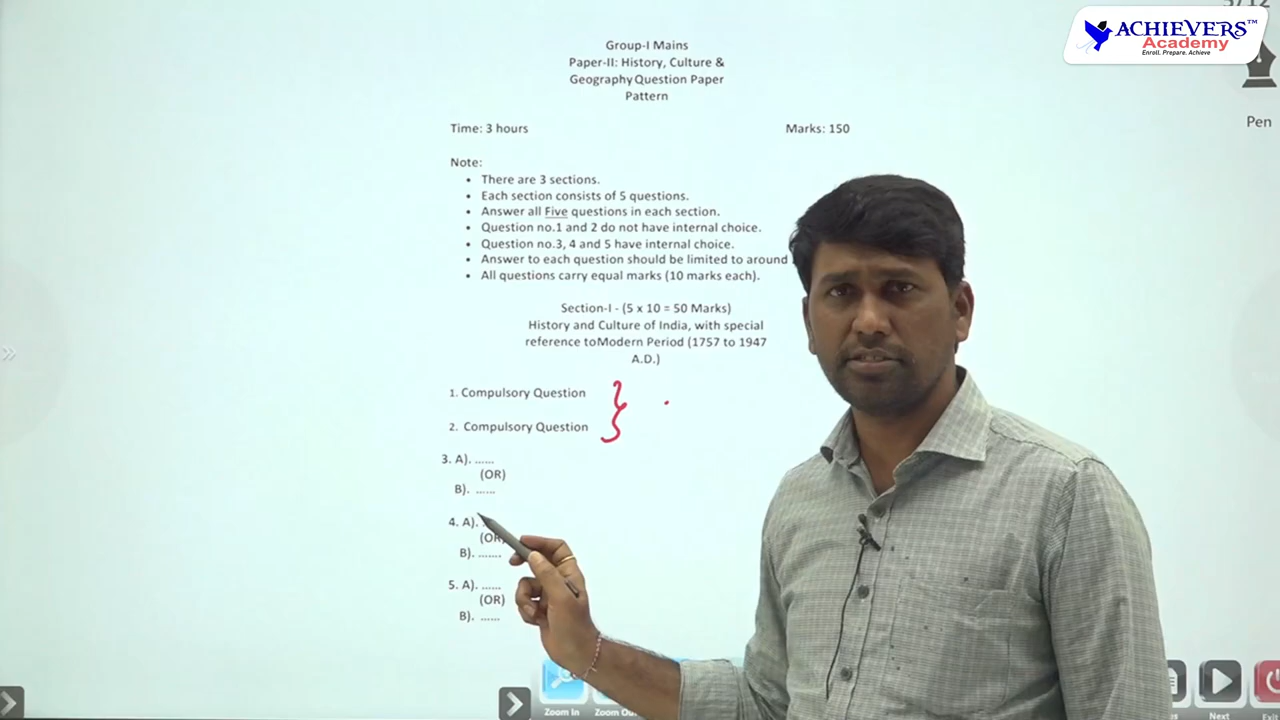 3/12
ACHIEVERS™
Academy
Enroll. Prepare. Achieve
Pen
Group-I Mains
Paper-II: History, Culture &
Geography Question Paper
Pattern
Time: 3 hours Marks: 150
Note:
• There are 3 sections.
• Each section consists of 5 questions.
• Answer all Five questions in each section.
• Question no.1 and 2 do not have internal choice.
• Question no.3, 4 and 5 have internal choice.
• Answer to each question should be limited to around
• All questions carry equal marks (10 marks each).
Section-I - (5 x 10 = 50 Marks)
History and Culture of India, with special
reference toModern Period (1757 to 1947
A.D.)
1. Compulsory Question
2. Compulsory Question
3. A). ......
(OR)
B). ......
4. A).
(OR)
B). .......
5. A). ......
(OR)
B). ......
Zoom In Zoom Next